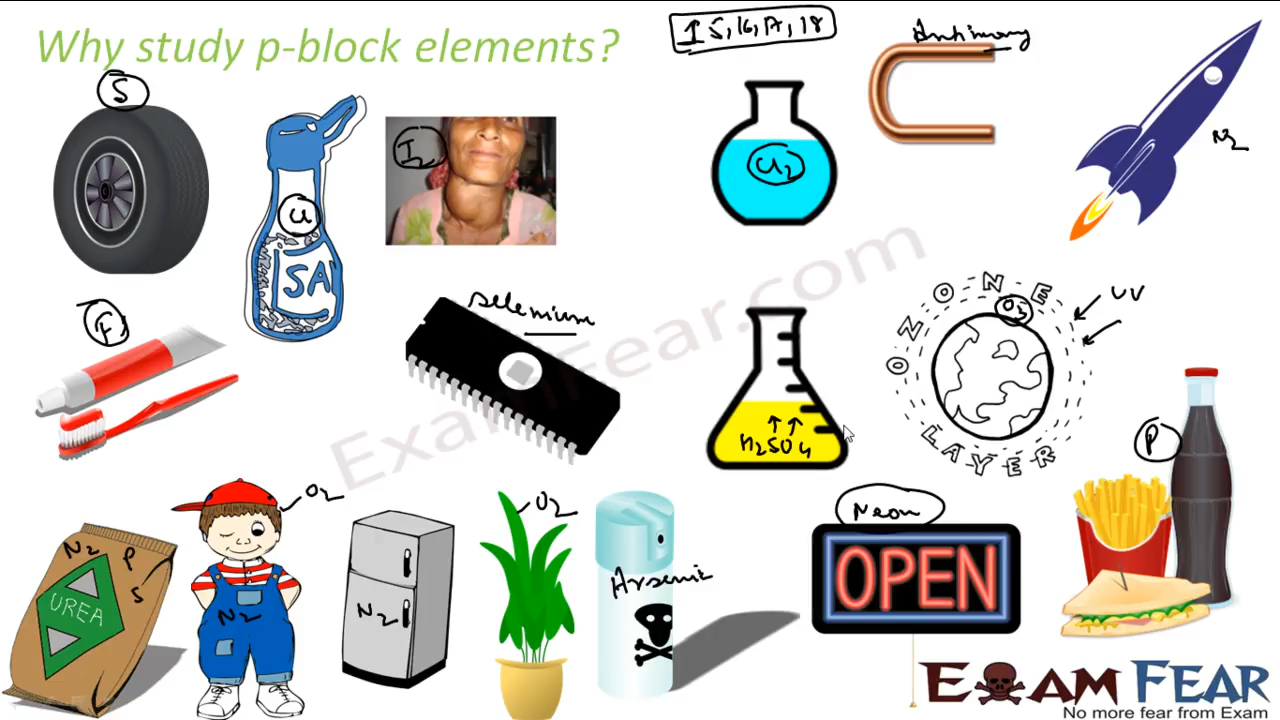 Why study p-block elements?
15, 16, 17, 18
Antimony
S
I2
Cl2
N2
Cl
SA
Selenium
OZONE
O3
UV
F
H2SO4
LAYER
P
O2
O2
Neon
N2 P
S
UREA
N2
N2
Arsenic
OPEN
ExamFear.com
EXAM FEAR
No more fear from Exam